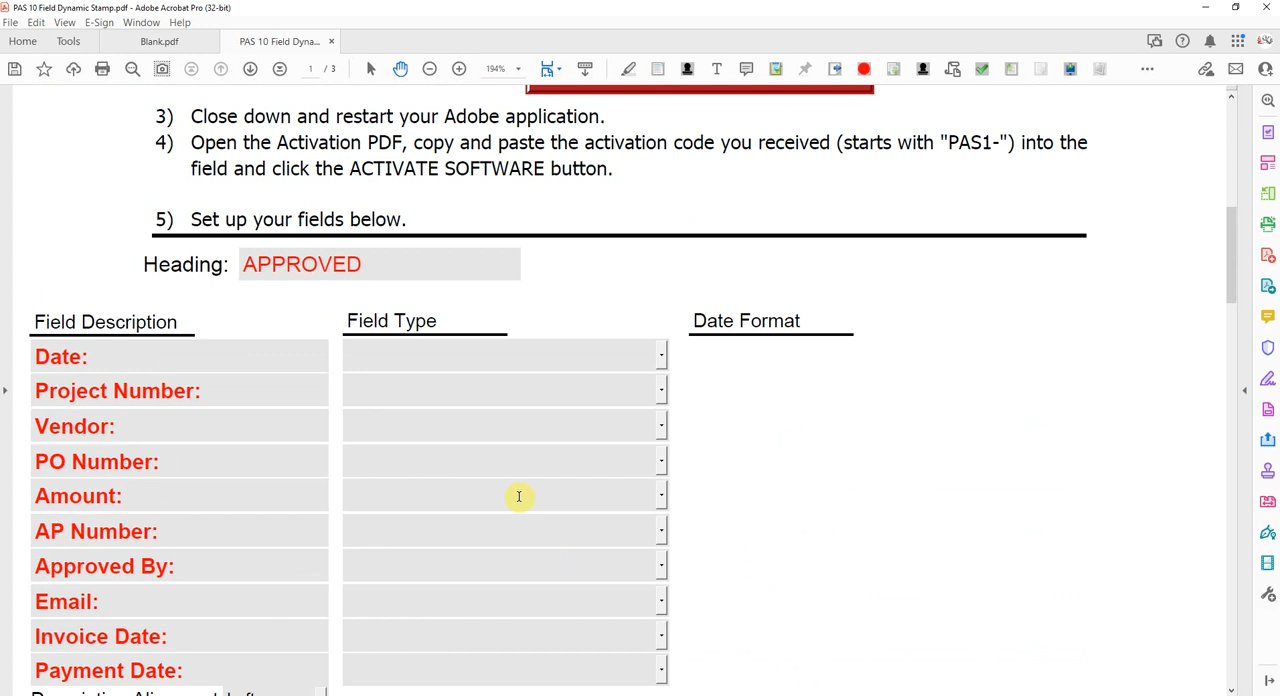 PAS 10 Field Dynamic Stamp.pdf - Adobe Acrobat Pro (32-bit)
File Edit View E-Sign Window Help
Home Tools Blank.pdf PAS 10 Field Dyna... ×
1 / 3 194%
3) Close down and restart your Adobe application.
4) Open the Activation PDF, copy and paste the activation code you received (starts with "PAS1-") into the
field and click the ACTIVATE SOFTWARE button.
5) Set up your fields below.
Heading: APPROVED
Field Description Field Type Date Format
Date:
Project Number:
Vendor:
PO Number:
Amount:
AP Number:
Approved By:
Email:
Invoice Date:
Payment Date: